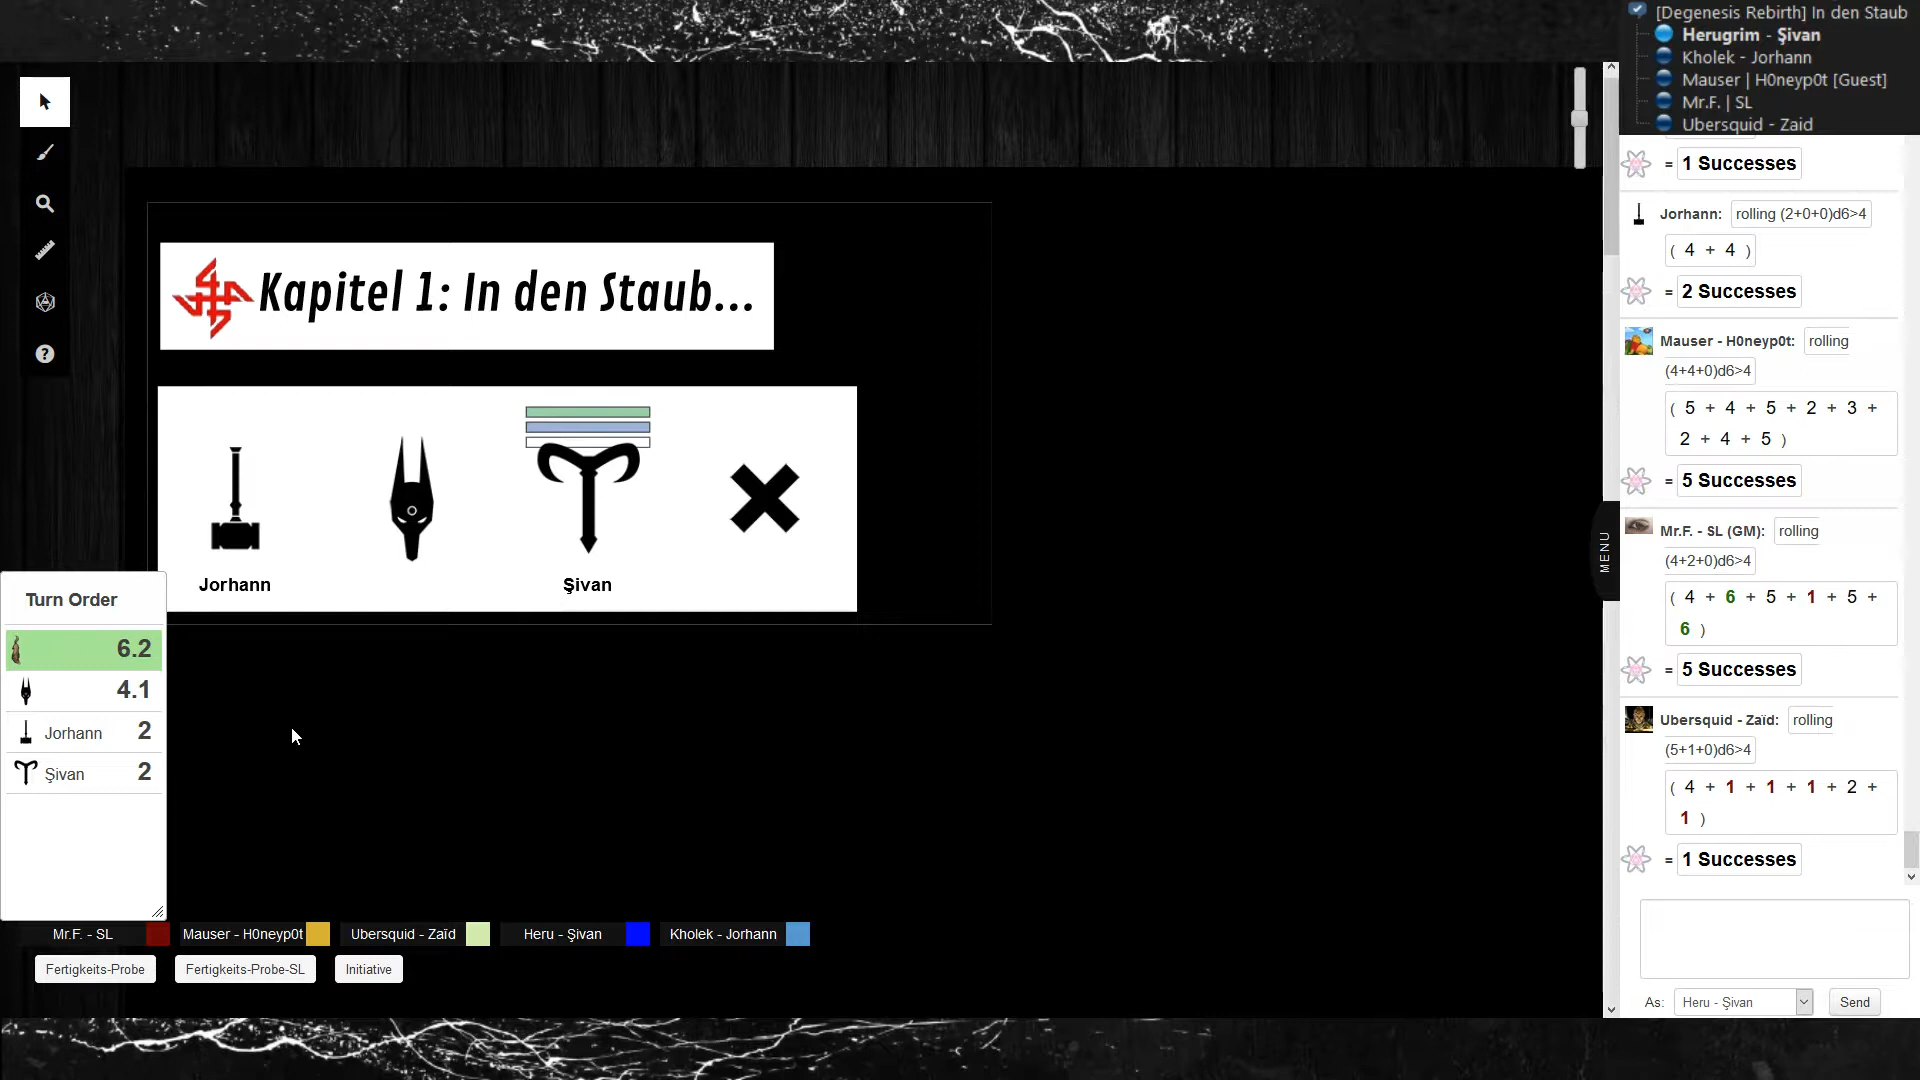 [Degenesis Rebirth] In den Staub
Herugrim - Şivan
Kholek - Jorhann
Mauser | H0neyp0t [Guest]
Mr.F. | SL
Ubersquid - Zaid
Kapitel 1: In den Staub...
Jorhann
Şivan
Turn Order
6.2
4.1
Jorhann 2
Şivan 2
Mr.F. - SL
Mauser - H0neyp0t
Ubersquid - Zaïd
Heru - Şivan
Kholek - Jorhann
Fertigkeits-Probe
Fertigkeits-Probe-SL
Initiative
MENU
= 1 Successes
Jorhann: rolling (2+0+0)d6>4
( 4 + 4 )
= 2 Successes
Mauser - H0neyp0t: rolling
(4+4+0)d6>4
( 5 + 4 + 5 + 2 + 3 +
2 + 4 + 5 )
= 5 Successes
Mr.F. - SL (GM): rolling
(4+2+0)d6>4
( 4 + 6 + 5 + 1 + 5 +
6 )
= 5 Successes
Ubersquid - Zaïd: rolling
(5+1+0)d6>4
( 4 + 1 + 1 + 1 + 2 +
1 )
= 1 Successes
As: Heru - Şivan Send